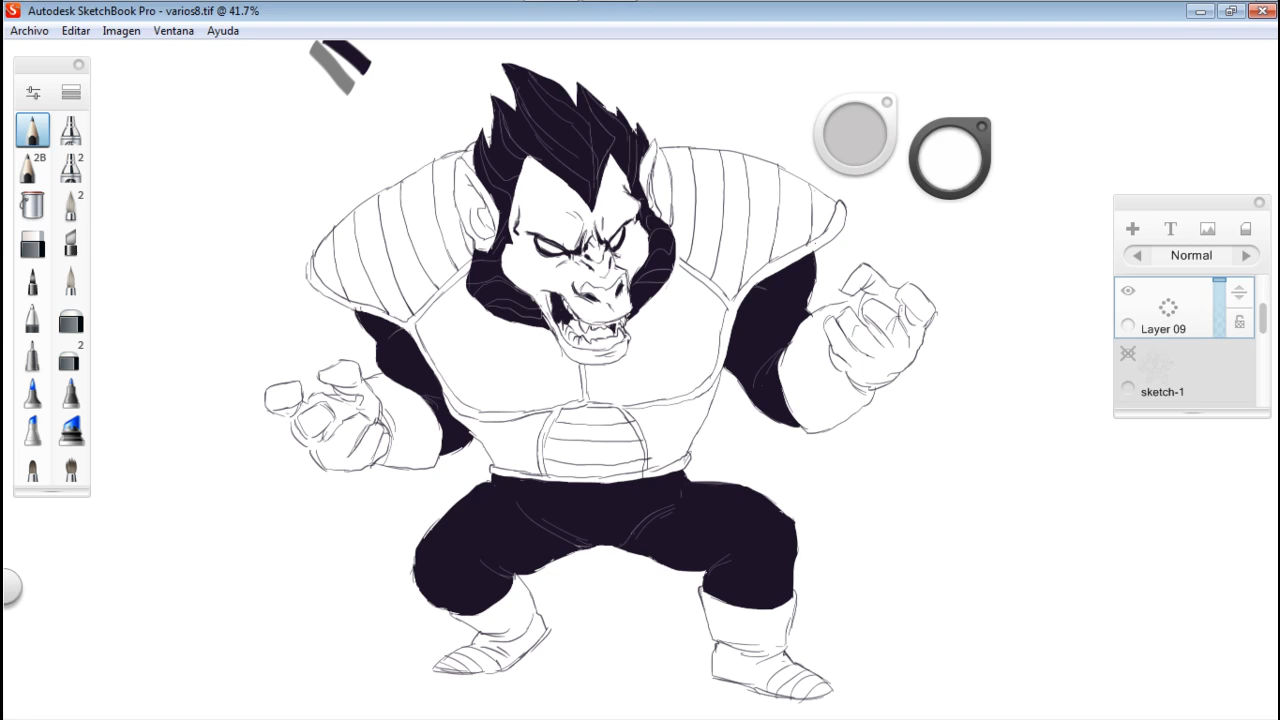 Autodesk SketchBook Pro - varios8.tif @ 41.7%
Archivo Editar Imagen Ventana Ayuda
2B
2
2
2
T
Normal
Layer 09
sketch-1